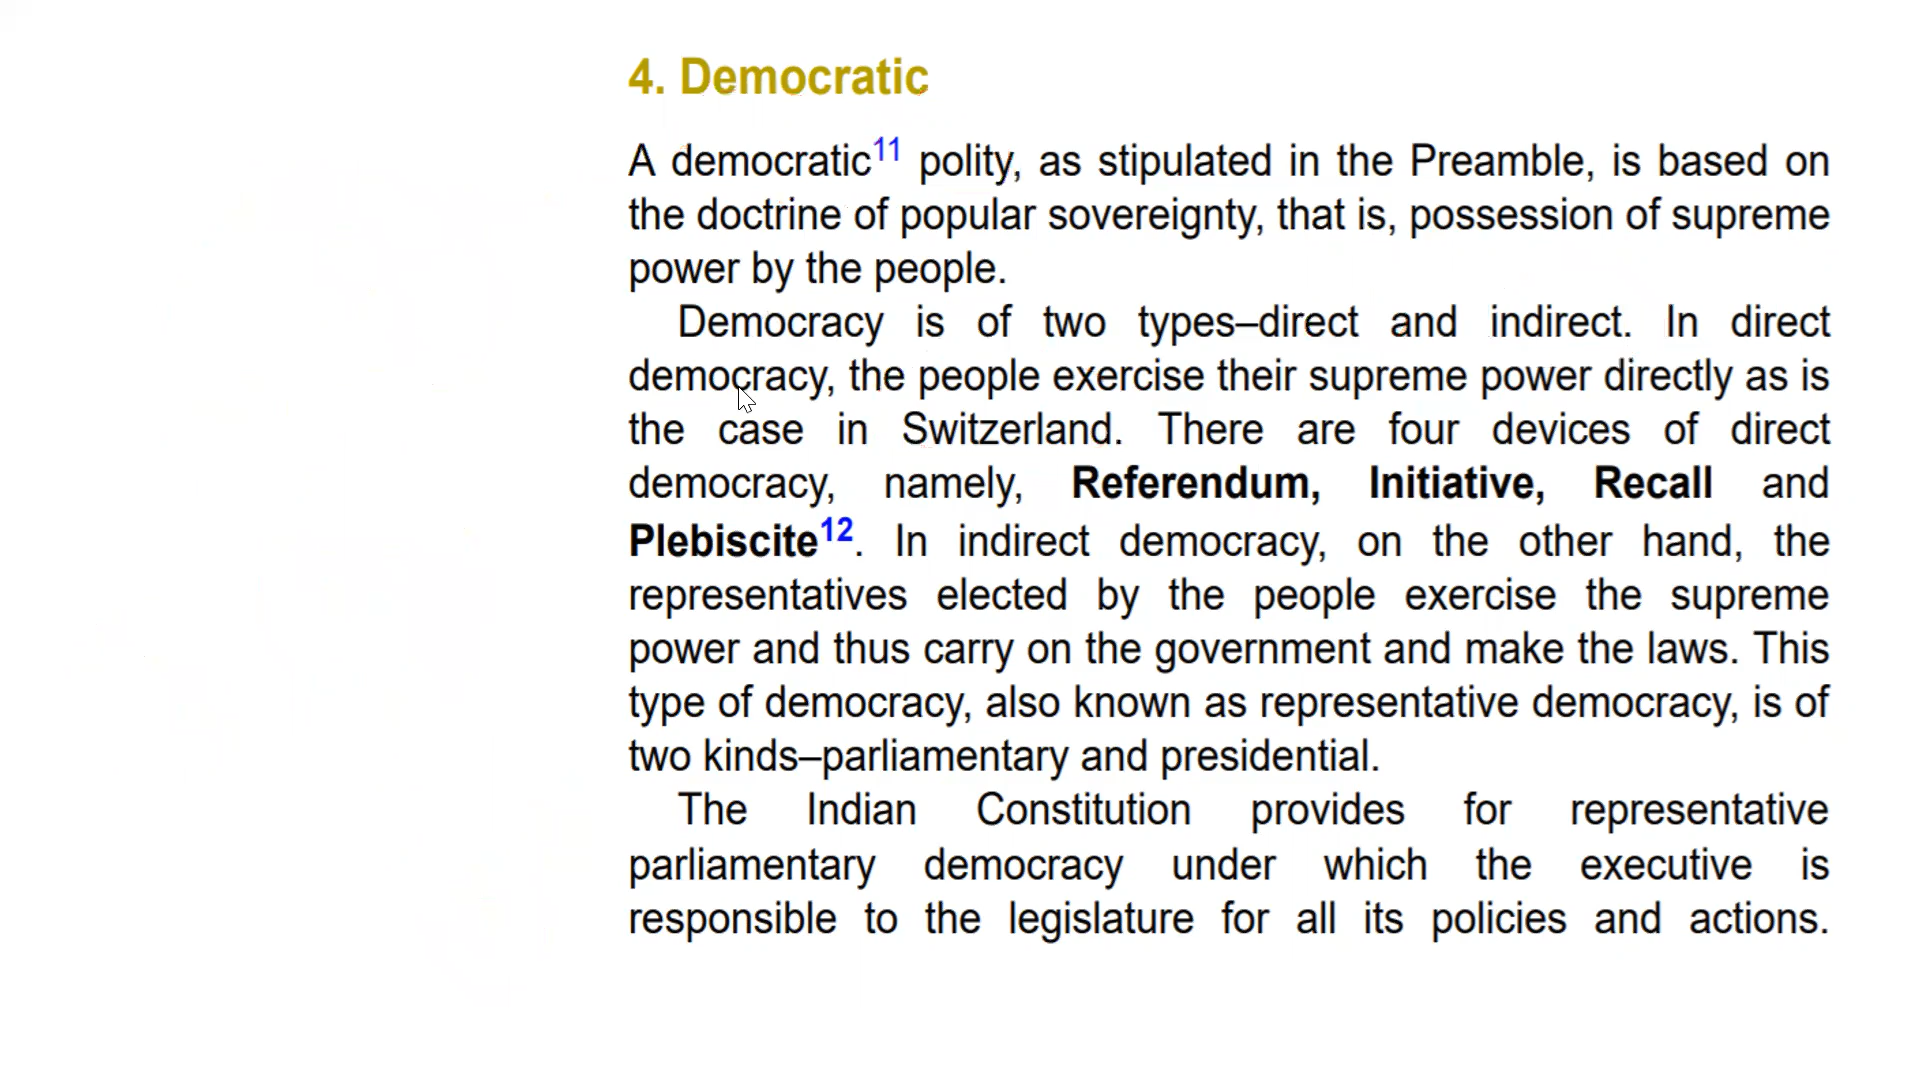 4. Democratic
A democratic11 polity, as stipulated in the Preamble, is based on
the doctrine of popular sovereignty, that is, possession of supreme
power by the people.
Democracy is of two types–direct and indirect. In direct
democracy, the people exercise their supreme power directly as is
the case in Switzerland. There are four devices of direct
democracy, namely, Referendum, Initiative, Recall and
Plebiscite12. In indirect democracy, on the other hand, the
representatives elected by the people exercise the supreme
power and thus carry on the government and make the laws. This
type of democracy, also known as representative democracy, is of
two kinds–parliamentary and presidential.
The Indian Constitution provides for representative
parliamentary democracy under which the executive is
responsible to the legislature for all its policies and actions.